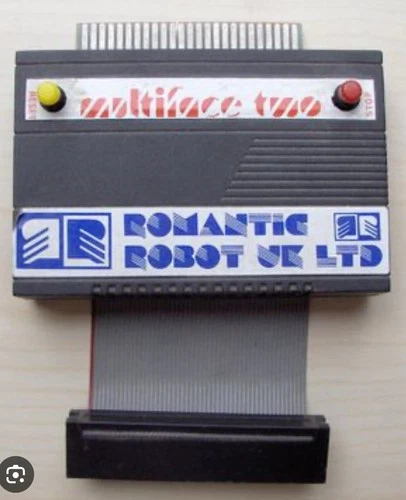 RESET
multiface two
STOP
ROMANTIC
ROBOT UK LTD